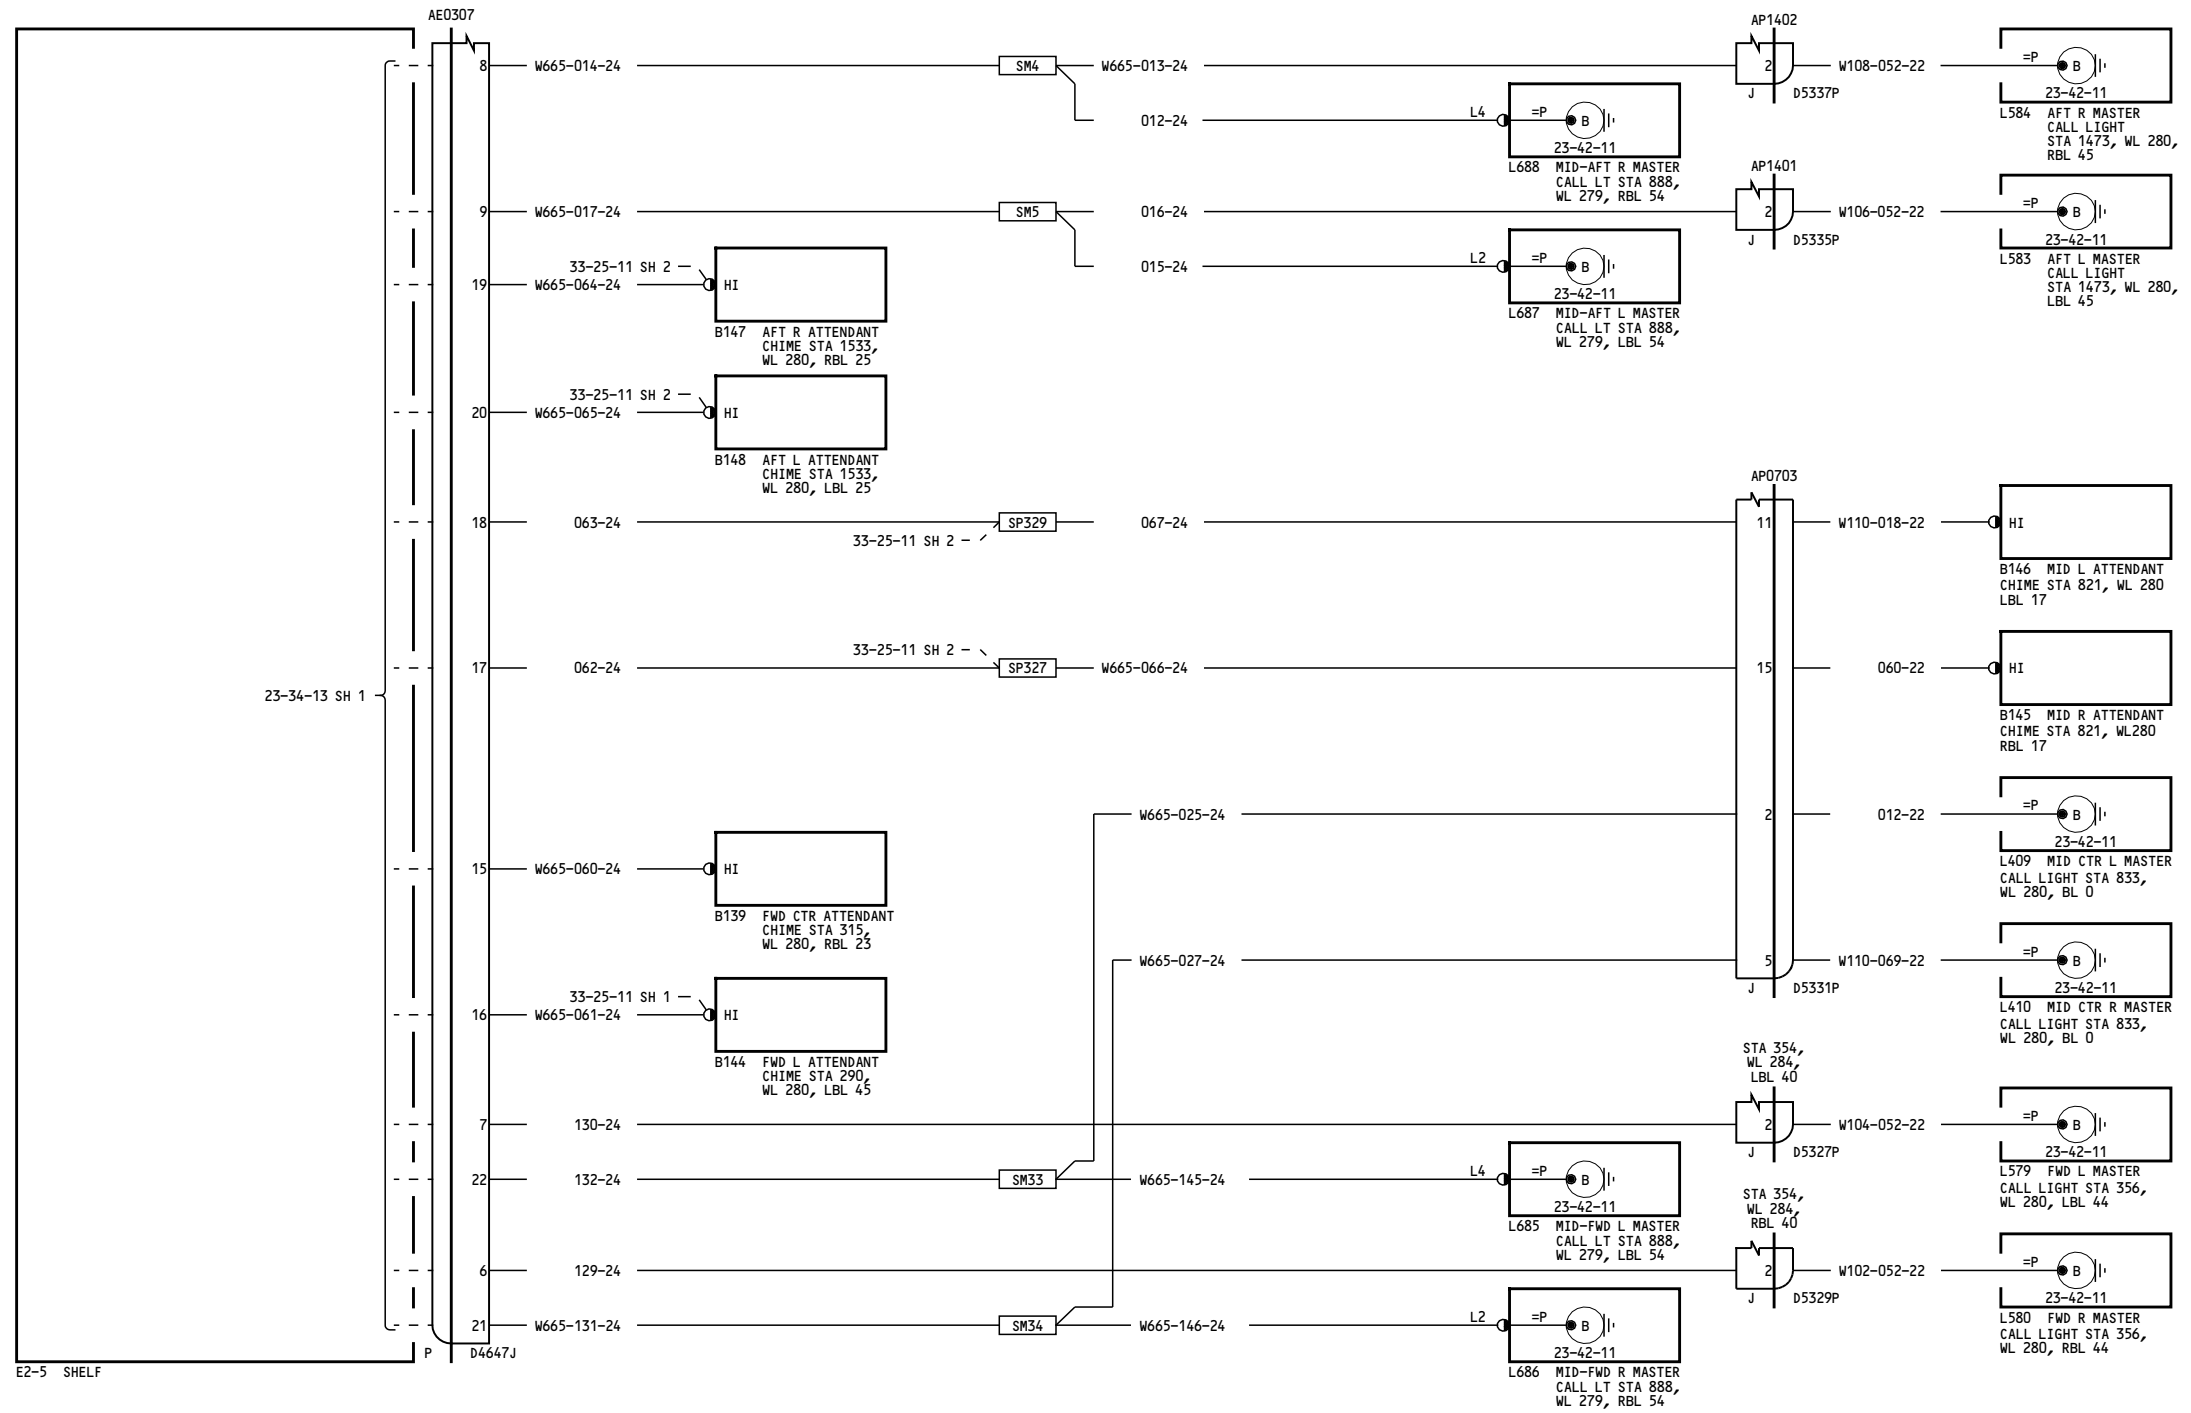 AE0307
AP1402
8 W665-014-24 SM4 W665-013-24 2 W108-052-22 =P B
23-42-11
J D5337P
L584 AFT R MASTER
CALL LIGHT
STA 1473, WL 280,
RBL 45
012-24 L4 =P B
23-42-11
L688 MID-AFT R MASTER
CALL LT STA 888,
WL 279, RBL 54
AP1401
9 W665-017-24 SM5 016-24 2 W106-052-22 =P B
23-42-11
J D5335P
L583 AFT L MASTER
CALL LIGHT
STA 1473, WL 280,
LBL 45
015-24 L2 =P B
23-42-11
L687 MID-AFT L MASTER
CALL LT STA 888,
WL 279, LBL 54
33-25-11 SH 2
19 W665-064-24 HI
B147 AFT R ATTENDANT
CHIME STA 1533,
WL 280, RBL 25
33-25-11 SH 2
20 W665-065-24 HI
B148 AFT L ATTENDANT
CHIME STA 1533,
WL 280, LBL 25
AP0703
18 063-24 SP329 067-24 11 W110-018-22 HI
33-25-11 SH 2
B146 MID L ATTENDANT
CHIME STA 821, WL 280
LBL 17
33-25-11 SH 2
17 062-24 SP327 W665-066-24 15 060-22 HI
23-34-13 SH 1
B145 MID R ATTENDANT
CHIME STA 821, WL280
RBL 17
W665-025-24 2 012-22 =P B
23-42-11
L409 MID CTR L MASTER
CALL LIGHT STA 833,
WL 280, BL 0
15 W665-060-24 HI
B139 FWD CTR ATTENDANT
CHIME STA 315,
WL 280, RBL 23
W665-027-24 5 W110-069-22 =P B
23-42-11
J D5331P
L410 MID CTR R MASTER
CALL LIGHT STA 833,
WL 280, BL 0
33-25-11 SH 1
16 W665-061-24 HI
B144 FWD L ATTENDANT
CHIME STA 290,
WL 280, LBL 45
STA 354,
WL 284,
LBL 40
7 130-24 2 W104-052-22 =P B
23-42-11
J D5327P
L579 FWD L MASTER
CALL LIGHT STA 356,
WL 280, LBL 44
22 132-24 SM33 W665-145-24 L4 =P B
23-42-11
L685 MID-FWD L MASTER
CALL LT STA 888,
WL 279, LBL 54
STA 354,
WL 284,
RBL 40
6 129-24 2 W102-052-22 =P B
23-42-11
J D5329P
L580 FWD R MASTER
CALL LIGHT STA 356,
WL 280, RBL 44
21 W665-131-24 SM34 W665-146-24 L2 =P B
23-42-11
L686 MID-FWD R MASTER
CALL LT STA 888,
WL 279, RBL 54
P D4647J
E2-5 SHELF